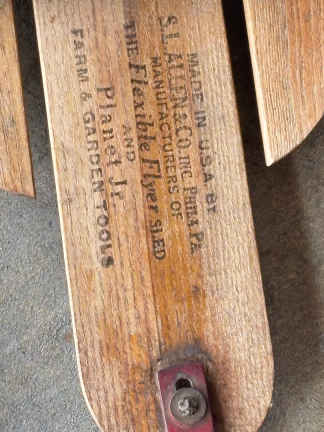 MADE IN U.S.A. BY
S.L. ALLEN & CO. INC. PHILA. PA.
MANUFACTURERS OF
THE Flexible Flyer SLED
AND
Planet Jr.
FARM & GARDEN TOOLS